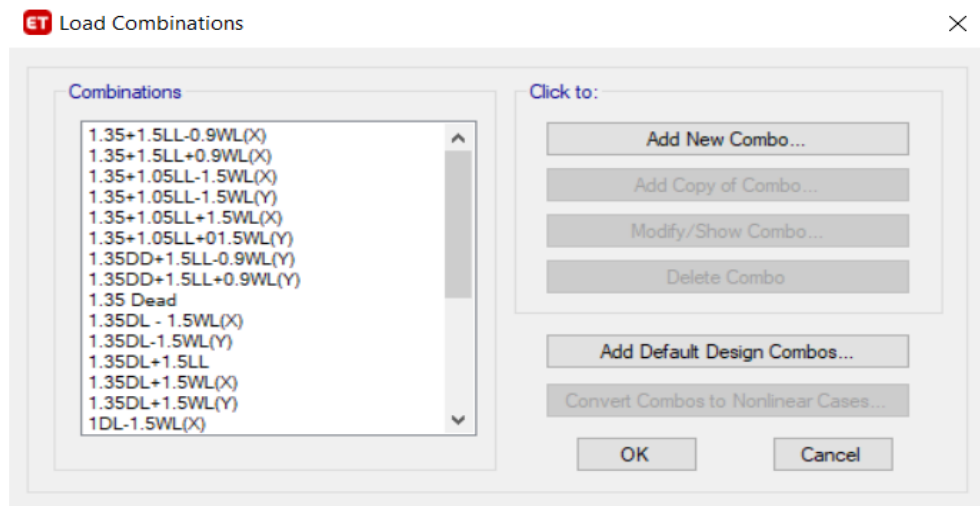 ET Load Combinations
Combinations
1.35+1.5LL-0.9WL(X)
1.35+1.5LL+0.9WL(X)
1.35+1.05LL-1.5WL(X)
1.35+1.05LL-1.5WL(Y)
1.35+1.05LL+1.5WL(X)
1.35+1.05LL+01.5WL(Y)
1.35DD+1.5LL-0.9WL(Y)
1.35DD+1.5LL+0.9WL(Y)
1.35 Dead
1.35DL - 1.5WL(X)
1.35DL-1.5WL(Y)
1.35DL+1.5LL
1.35DL+1.5WL(X)
1.35DL+1.5WL(Y)
1DL-1.5WL(X)
Click to:
Add New Combo...
Add Copy of Combo...
Modify/Show Combo...
Delete Combo
Add Default Design Combos...
Convert Combos to Nonlinear Cases...
OK
Cancel